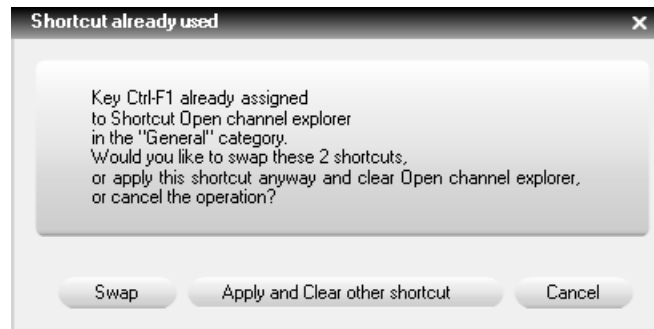 Shortcut already used
Key Ctrl-F1 already assigned
to Shortcut Open channel explorer
in the "General" category.
Would you like to swap these 2 shortcuts,
or apply this shortcut anyway and clear Open channel explorer,
or cancel the operation?
Swap Apply and Clear other shortcut Cancel